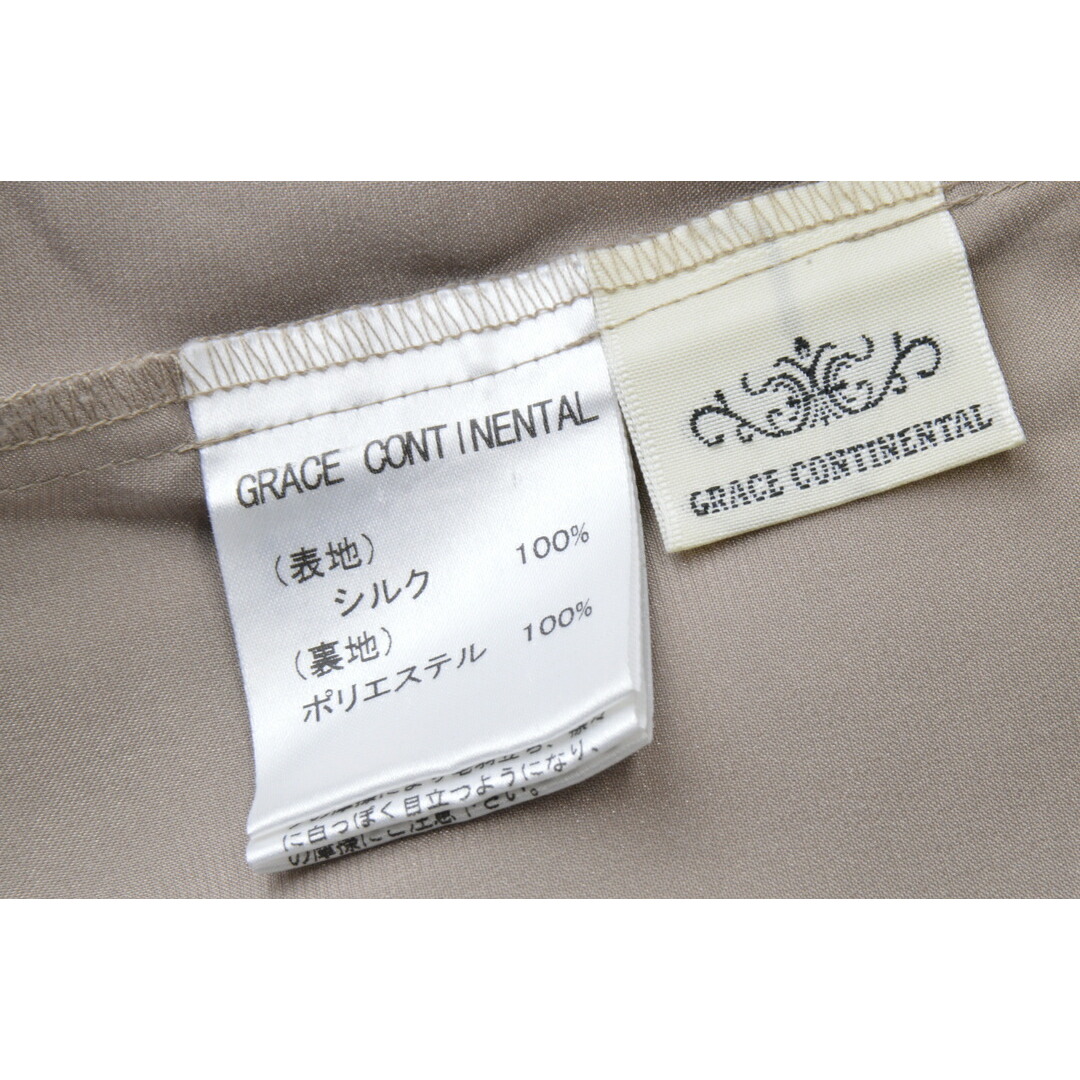 GRACE CONTINENTAL
(表地)
シルク 100%
(裏地)
ポリエステル 100%
に白っぽく目立つようになり、
GRACE CONTINENTAL